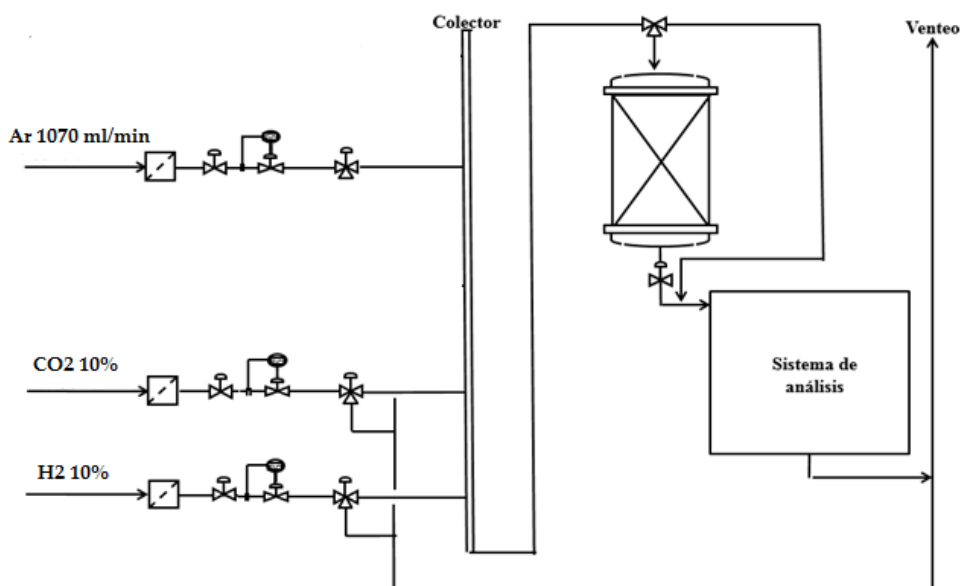 Colector
Venteo
Ar 1070 ml/min
CO2 10%
Sistema de
análisis
H2 10%